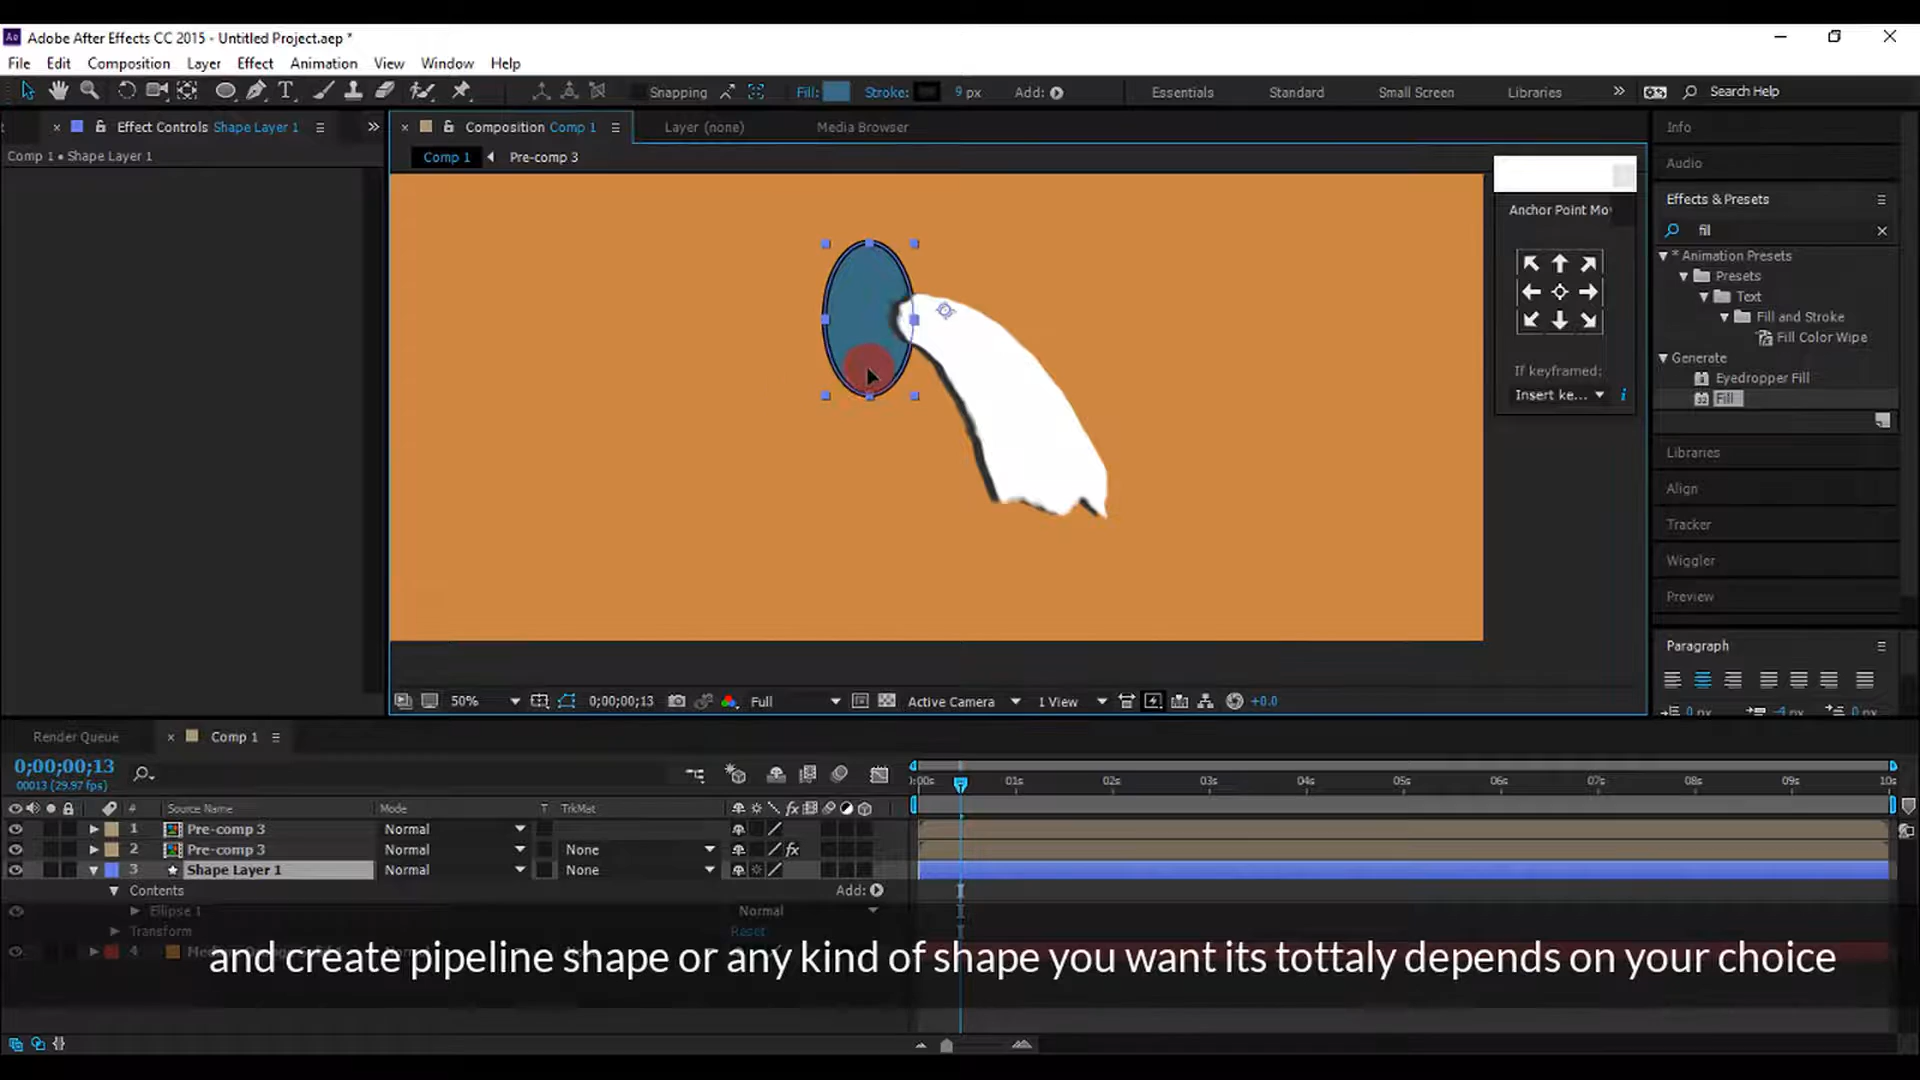 Adobe After Effects CC 2015 - Untitled Project.aep *
File Edit Composition Layer Effect Animation View Window Help
Snapping Fill: Stroke: 9 px Add: Essentials Standard Small Screen Libraries Search Help
Effect Controls Shape Layer 1 Composition Comp 1 Layer (none) Media Browser Info
Comp 1 • Shape Layer 1 Comp 1 Pre-comp 3
Audio
Effects & Presets
Anchor Point Mo
fill
* Animation Presets
Presets
Text
Fill and Stroke
Fill Color Wipe
Generate
If keyframed:
Eyedropper Fill
Insert ke...
Fill
Libraries
Align
Tracker
Wiggler
Preview
Paragraph
50% 0;00;00;13 Full Active Camera 1 View +0.0
0 px -4 px 0 px
Render Queue Comp 1
0;00;00;13
00013 (29.97 fps)
:00s 01s 02s 03s 04s 05s 06s 07s 08s 09s 10s
# Source Name Mode T TrkMat
1 Pre-comp 3 Normal
2 Pre-comp 3 Normal None
3 Shape Layer 1 Normal None
Contents Add:
Ellipse 1 Normal
Transform Reset
4
and create pipeline shape or any kind of shape you want its tottaly depends on your choice